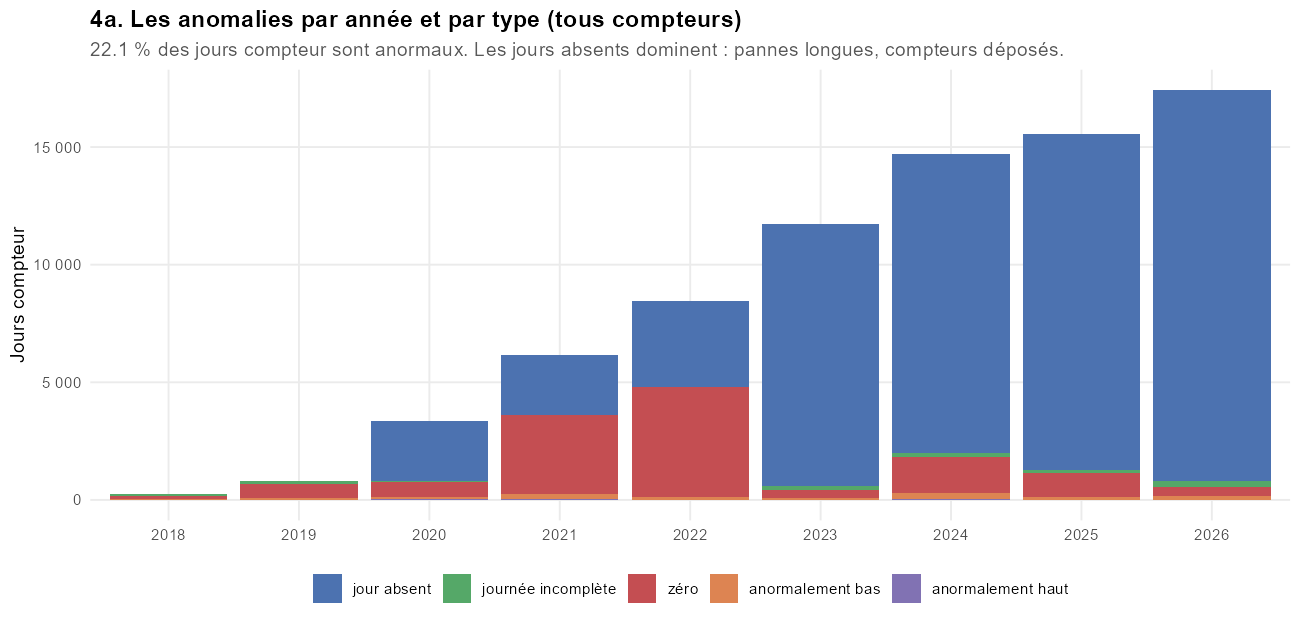 4a. Les anomalies par année et par type (tous compteurs)
22.1 % des jours compteur sont anormaux. Les jours absents dominent : pannes longues, compteurs déposés.
Jours compteur
15 000
10 000
5 000
0
2018 2019 2020 2021 2022 2023 2024 2025 2026
jour absent journée incomplète zéro anormalement bas anormalement haut